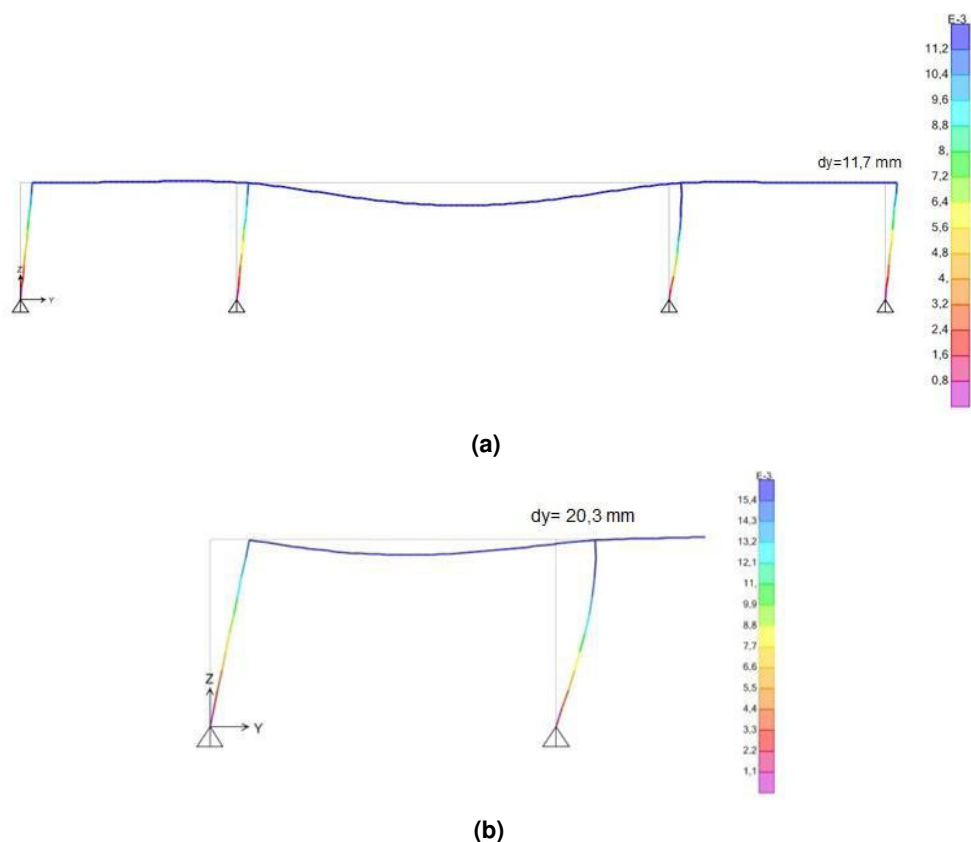 E-3
11,2
10,4
9,6
8,8
8,
7,2
6,4
5,6
4,8
4,
3,2
2,4
1,6
0,8
dy=11,7 mm
Z
Y
(a)
E-3
15,4
14,3
13,2
12,1
11,
9,9
8,8
7,7
6,6
5,5
4,4
3,3
2,2
1,1
dy= 20,3 mm
Z
Y
(b)